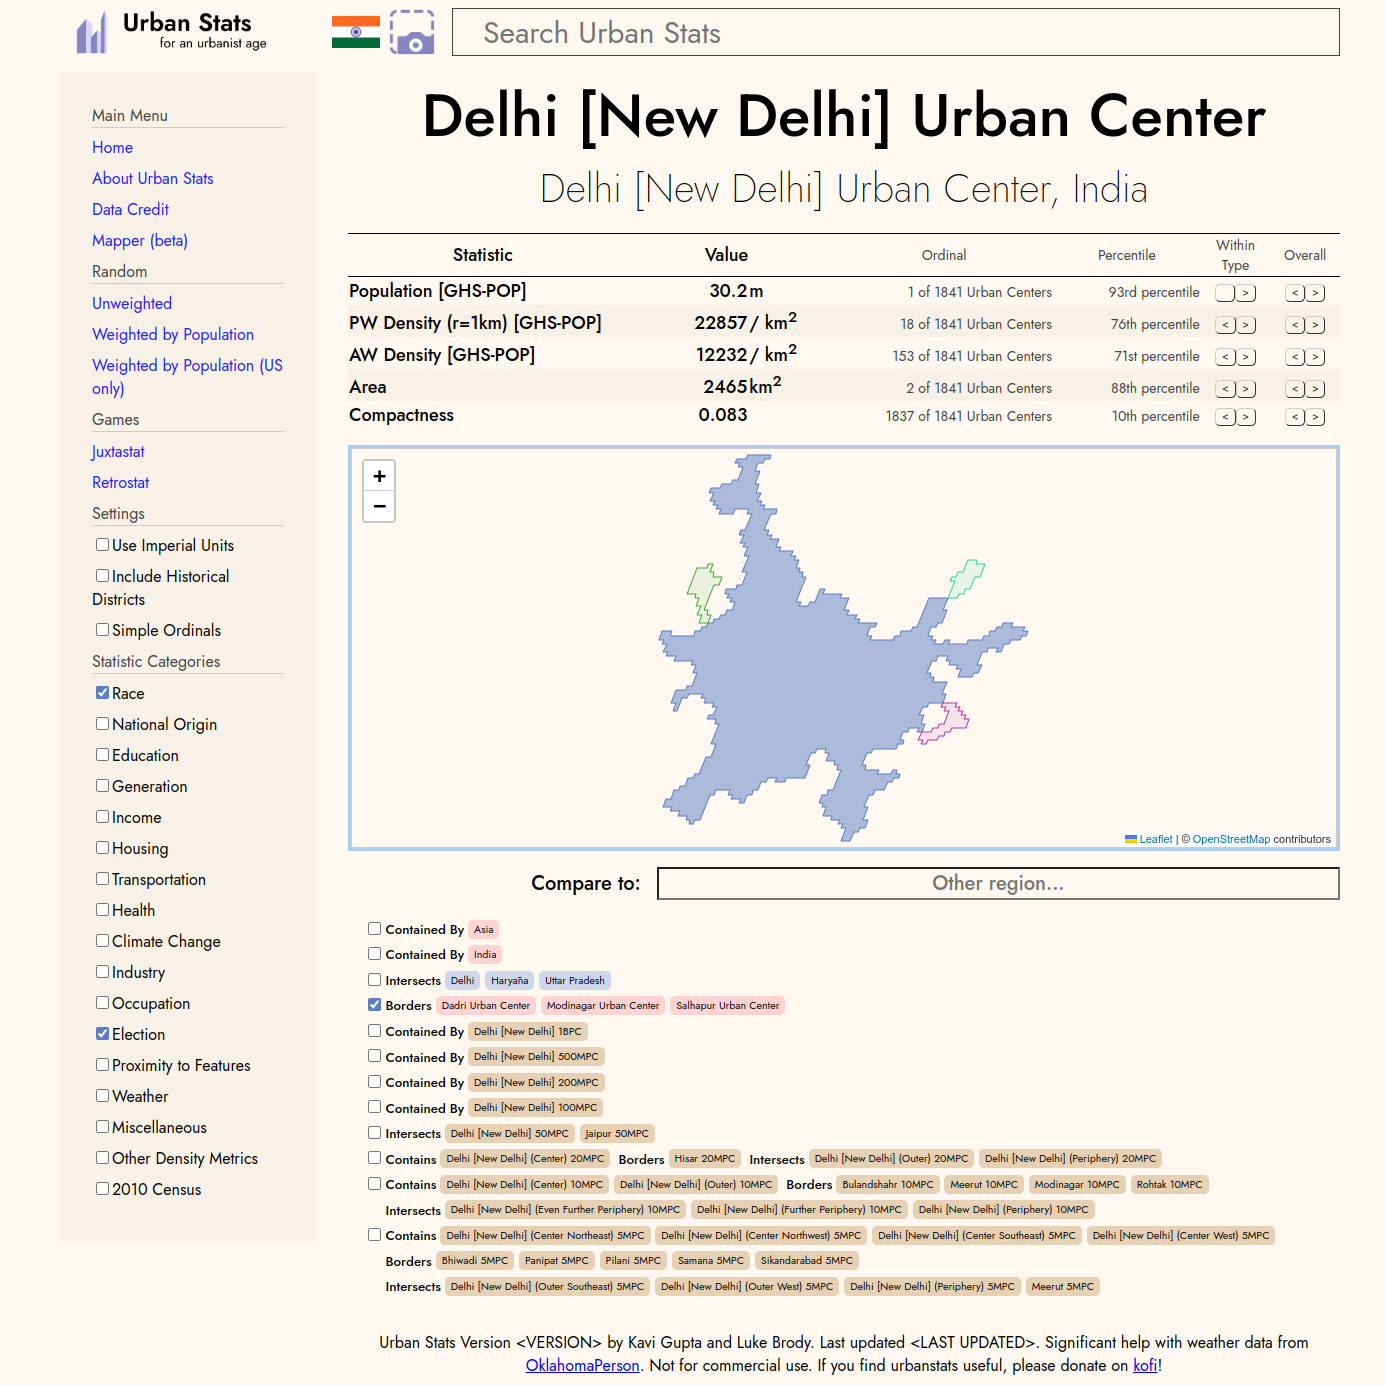 Urban Stats
for an urbanist age
Search Urban Stats
Main Menu
Home
About Urban Stats
Data Credit
Mapper (beta)
Random
Unweighted
Weighted by Population
Weighted by Population (US
only)
Games
Juxtastat
Retrostat
Settings
Use Imperial Units
Include Historical
Districts
Simple Ordinals
Statistic Categories
Race
National Origin
Education
Generation
Income
Housing
Transportation
Health
Climate Change
Industry
Occupation
Election
Proximity to Features
Weather
Miscellaneous
Other Density Metrics
2010 Census
Delhi [New Delhi] Urban Center
Delhi [New Delhi] Urban Center, India
Statistic Value Ordinal Percentile Within Type Overall
Population [GHS-POP] 30.2 m 1 of 1841 Urban Centers 93rd percentile > < >
PW Density (r=1km) [GHS-POP] 22857 / km² 18 of 1841 Urban Centers 76th percentile < > < >
AW Density [GHS-POP] 12232 / km² 153 of 1841 Urban Centers 71st percentile < > < >
Area 2465 km² 2 of 1841 Urban Centers 88th percentile < > < >
Compactness 0.083 1837 of 1841 Urban Centers 10th percentile < > < >
+
−
Leaflet | © OpenStreetMap contributors
Compare to: Other region...
Contained By Asia
Contained By India
Intersects Delhi Haryāna Uttar Pradesh
Borders Dadri Urban Center Modinagar Urban Center Salhapur Urban Center
Contained By Delhi [New Delhi] 1BPC
Contained By Delhi [New Delhi] 500MPC
Contained By Delhi [New Delhi] 200MPC
Contained By Delhi [New Delhi] 100MPC
Intersects Delhi [New Delhi] 50MPC Jaipur 50MPC
Contains Delhi [New Delhi] (Center) 20MPC Borders Hisar 20MPC Intersects Delhi [New Delhi] (Outer) 20MPC Delhi [New Delhi] (Periphery) 20MPC
Contains Delhi [New Delhi] (Center) 10MPC Delhi [New Delhi] (Outer) 10MPC Borders Bulandshahr 10MPC Meerut 10MPC Modinagar 10MPC Rohtak 10MPC
Intersects Delhi [New Delhi] (Even Further Periphery) 10MPC Delhi [New Delhi] (Further Periphery) 10MPC Delhi [New Delhi] (Periphery) 10MPC
Contains Delhi [New Delhi] (Center Northeast) 5MPC Delhi [New Delhi] (Center Northwest) 5MPC Delhi [New Delhi] (Center Southeast) 5MPC Delhi [New Delhi] (Center West) 5MPC
Borders Bhiwadi 5MPC Panipat 5MPC Pilani 5MPC Samana 5MPC Sikandarabad 5MPC
Intersects Delhi [New Delhi] (Outer Southeast) 5MPC Delhi [New Delhi] (Outer West) 5MPC Delhi [New Delhi] (Periphery) 5MPC Meerut 5MPC
Urban Stats Version <VERSION> by Kavi Gupta and Luke Brody. Last updated <LAST UPDATED>. Significant help with weather data from
OklahomaPerson. Not for commercial use. If you find urbanstats useful, please donate on kofi!